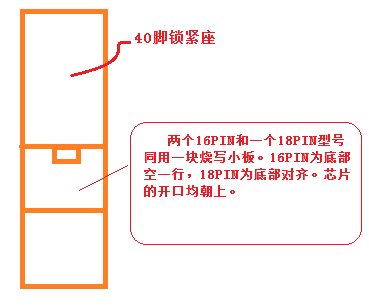 40脚锁紧座
两个16PIN和一个18PIN型号
同用一块烧写小板。16PIN为底部
空一行，18PIN为底部对齐。芯片
的开口均朝上。